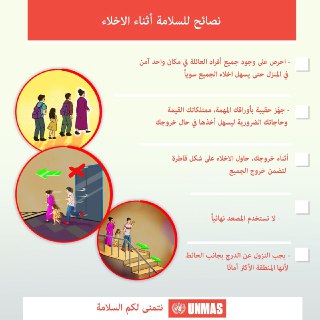 نصائح للسلامة أثناء الاخلاء
- احرص على وجود جميع أفراد العائلة في مكان واحد آمن
في المنزل حتى يسهل اخلاء الجميع سوياً
- جهّز حقيبة بأوراقك المهمة، ممتلكاتك القيمة
وحاجاتك الضرورية ليسهل أخذها في حال خروجك
أثناء خروجك، حاول الاخلاء على شكل قاطرة
لتضمن خروج الجميع
لا تستخدم المصعد نهائياً
- يجب النزول عن الدرج بجانب الحائط
لأنها المنطقة الأكثر أمانًا
نتمنى لكم السلامة
UNMAS